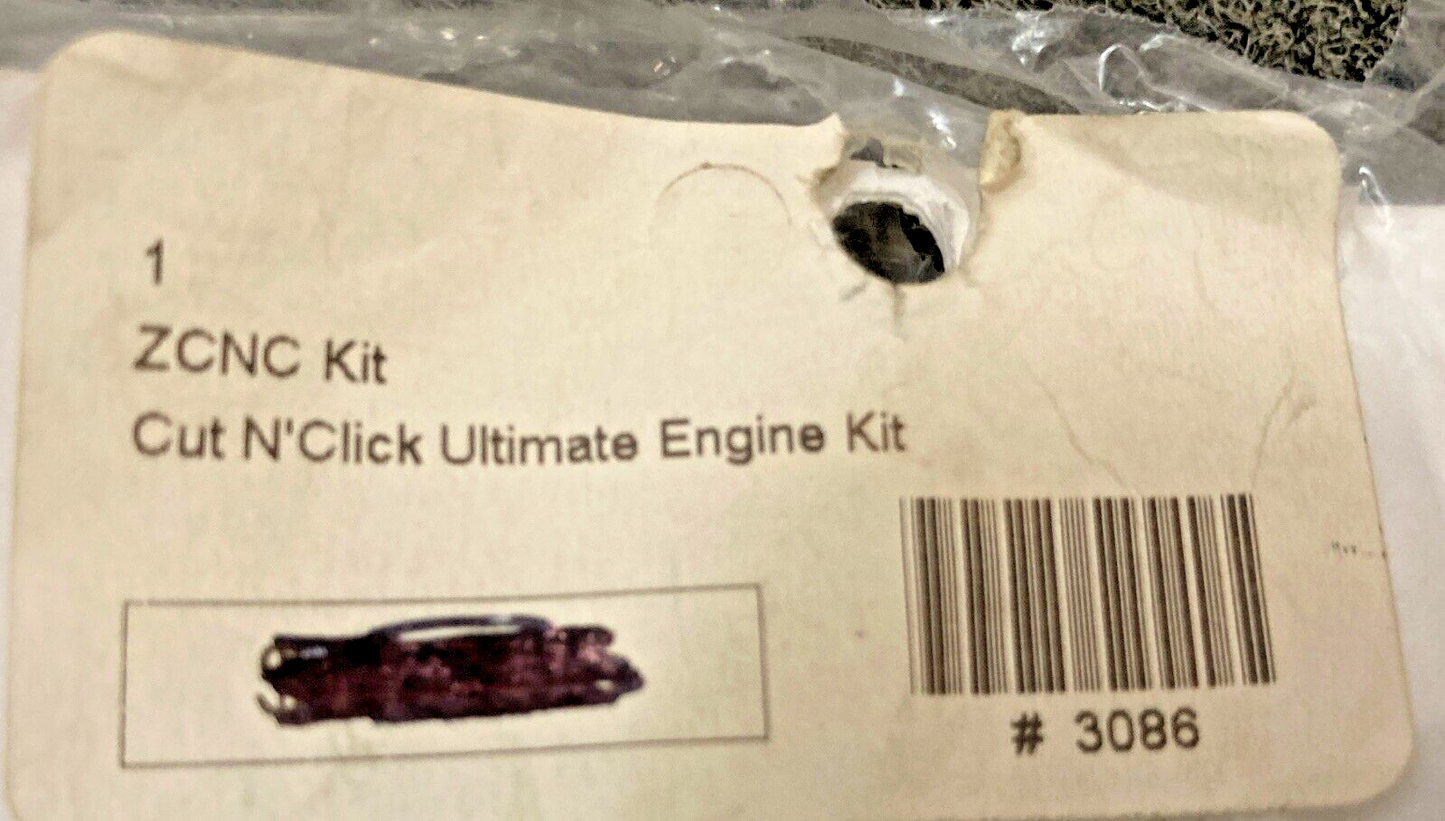 1
ZCNC Kit
Cut N'Click Ultimate Engine Kit
# 3086